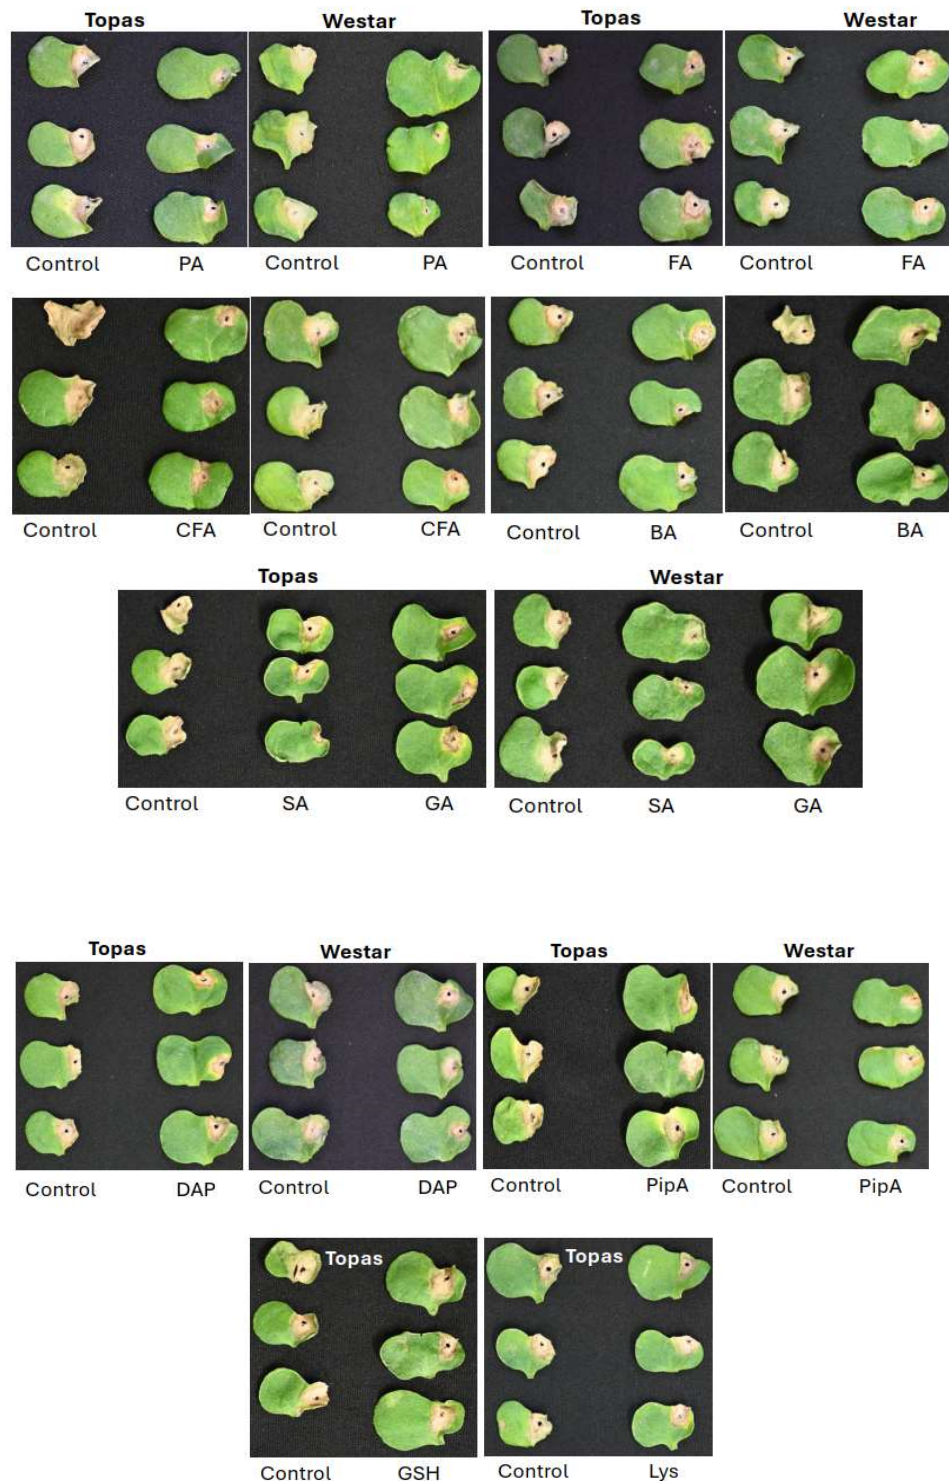 Topas Westar Topas Westar
Control PA Control PA Control FA Control FA
Control CFA Control CFA Control BA Control BA
Topas Westar
Control SA GA Control SA GA
Topas Westar Topas Westar
Control DAP Control DAP Control PipA Control PipA
Topas Topas
Control GSH Control Lys